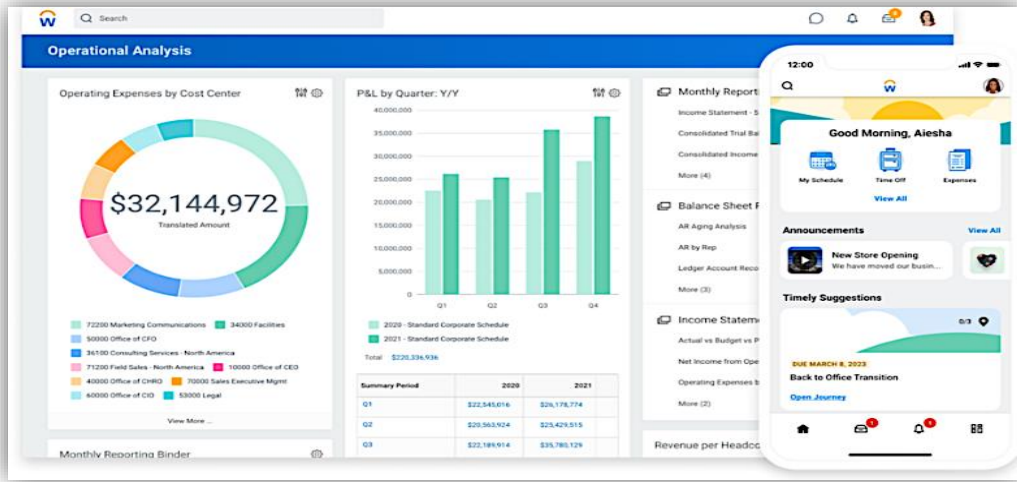 Search
Operational Analysis
Operating Expenses by Cost Center
$32,144,972
Translated Amount
72200 Marketing Communications 34000 Facilities
50000 Office of CFO
36100 Consulting Services - North America
71200 Field Sales - North America 10000 Office of CEO
40000 Office of CHRO 70000 Sales Executive Mgmt
60000 Office of CIO 53000 Legal
View More ...
Monthly Reporting Binder
P&L by Quarter: Y/Y
40,000,000
35,000,000
30,000,000
25,000,000
20,000,000
15,000,000
10,000,000
5,000,000
0
Q1 Q2 Q3 Q4
2020 - Standard Corporate Schedule
2021 - Standard Corporate Schedule
Total $220,336,936
Summary Period 2020 2021
Q1 $22,545,016 $26,178,774
Q2 $20,563,924 $25,429,515
Q3 $22,189,914 $35,780,129
Monthly Reporti
Income Statement - S
Consolidated Trial Bal
Consolidated Income
More (4)
Balance Sheet
AR Aging Analysis
AR by Rep
Ledger Account Reco
More (3)
Income Statem
Actual vs Budget vs P
Net Income from Ope
Operating Expenses b
More (2)
Revenue per Headco
12:00
Good Morning, Aiesha
My Schedule Time Off Expenses
View All
Announcements View All
New Store Opening
We have moved our busin...
Timely Suggestions
0/3
DUE MARCH 8, 2023
Back to Office Transition
Open Journey